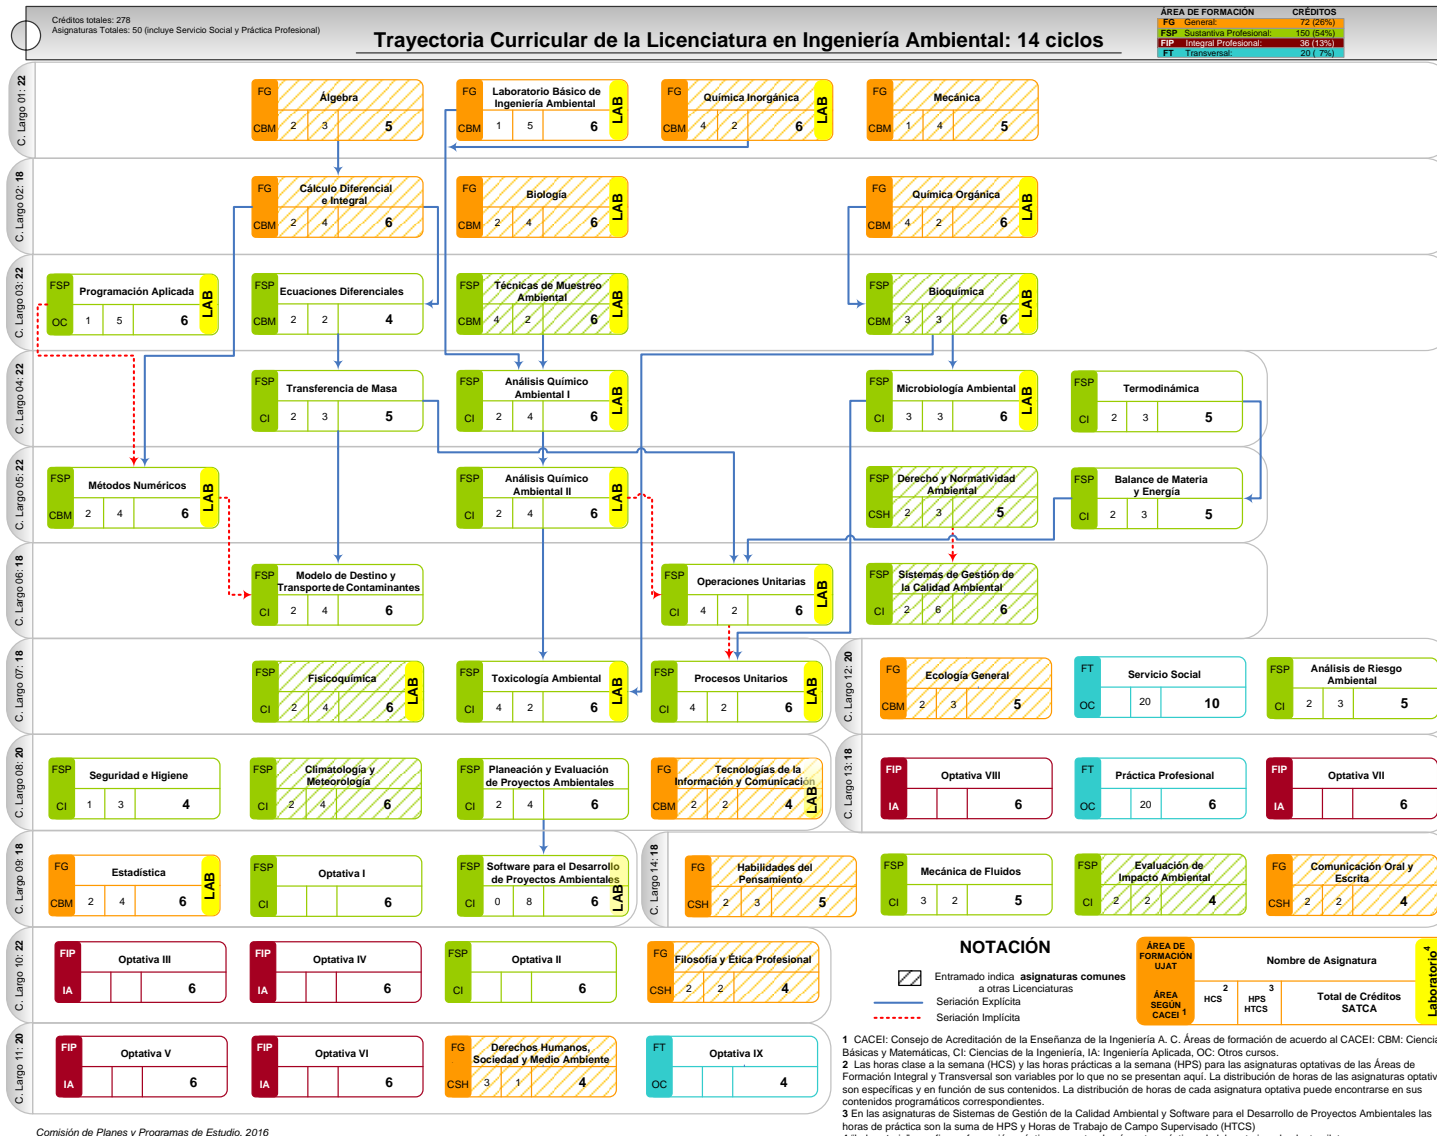 Créditos totales: 278
Asignaturas Totales: 50 (incluye Servicio Social y Práctica Profesional)
Trayectoria Curricular de la Licenciatura en Ingeniería Ambiental: 14 ciclos
ÁREA DE FORMACIÓN CRÉDITOS
FG General: 72 (26%)
FSP Sustantiva Profesional: 150 (54%)
FIP Integral Profesional: 36 (13%)
FT Transversal: 20 ( 7%)
C. Largo 01: 22
FG Álgebra
CBM 2 3 5
FG Laboratorio Básico de
Ingeniería Ambiental
CBM 1 5 6 LAB
FG Química Inorgánica
CBM 4 2 6 LAB
FG Mecánica
CBM 1 4 5
C. Largo 02: 18
FG Cálculo Diferencial
e Integral
CBM 2 4 6
FG Biología
CBM 2 4 6 LAB
FG Química Orgánica
CBM 4 2 6 LAB
C. Largo 03: 22
FSP Programación Aplicada
OC 1 5 6 LAB
FSP Ecuaciones Diferenciales
CBM 2 2 4
FSP Técnicas de Muestreo
Ambiental
CBM 4 2 6 LAB
FSP Bioquímica
CBM 3 3 6 LAB
C. Largo 04: 22
FSP Transferencia de Masa
CI 2 3 5
FSP Análisis Químico
Ambiental I
CI 2 4 6 LAB
FSP Microbiología Ambiental
CI 3 3 6 LAB
FSP Termodinámica
CI 2 3 5
C. Largo 05: 22
FSP Métodos Numéricos
CBM 2 4 6 LAB
FSP Análisis Químico
Ambiental II
CI 2 4 6 LAB
FSP Derecho y Normatividad
Ambiental
CSH 2 3 5
FSP Balance de Materia
y Energía
CI 2 3 5
C. Largo 06: 18
FSP Modelo de Destino y
Transporte de Contaminantes
CI 2 4 6
FSP Operaciones Unitarias
CI 4 2 6 LAB
FSP Sistemas de Gestión de
la Calidad Ambiental
CI 2 6 6
C. Largo 07: 18
FSP Fisicoquímica
CI 2 4 6 LAB
FSP Toxicología Ambiental
CI 4 2 6 LAB
FSP Procesos Unitarios
CI 4 2 6 LAB
C. Largo 12: 20
FG Ecología General
CBM 2 3 5
FT Servicio Social
OC 20 10
FSP Análisis de Riesgo
Ambiental
CI 2 3 5
C. Largo 08: 20
FSP Seguridad e Higiene
CI 1 3 4
FSP Climatología y
Meteorología
CI 2 4 6
FSP Planeación y Evaluación
de Proyectos Ambientales
CI 2 4 6
FG Tecnologías de la
Información y Comunicación
CBM 2 2 4 LAB
C. Largo 13: 18
FIP Optativa VIII
IA 6
FT Práctica Profesional
OC 20 6
FIP Optativa VII
IA 6
C. Largo 09: 18
FG Estadística
CBM 2 4 6 LAB
FSP Optativa I
CI 6
FSP Software para el Desarrollo
de Proyectos Ambientales
CI 0 8 6 LAB
C. Largo 14: 18
FG Habilidades del
Pensamiento
CSH 2 3 5
FSP Mecánica de Fluidos
CI 3 2 5
FSP Evaluación de
Impacto Ambiental
CI 2 2 4
FG Comunicación Oral y
Escrita
CSH 2 2 4
C. Largo 10: 22
FIP Optativa III
IA 6
FIP Optativa IV
IA 6
FSP Optativa II
CI 6
FG Filosofía y Ética Profesional
CSH 2 2 4
C. Largo 11: 20
FIP Optativa V
IA 6
FIP Optativa VI
IA 6
FG Derechos Humanos,
Sociedad y Medio Ambiente
CSH 3 1 4
FT Optativa IX
OC 4
NOTACIÓN
Entramado indica asignaturas comunes
a otras Licenciaturas
Seriación Explícita
Seriación Implícita
ÁREA DE
FORMACIÓN
UJAT
Nombre de Asignatura
ÁREA
SEGÚN
CACEI 1
2
HCS
3
HPS
HTCS
Total de Créditos
SATCA
Laboratorio 4
1 CACEI: Consejo de Acreditación de la Enseñanza de la Ingeniería A. C. Áreas de formación de acuerdo al CACEI: CBM: Ciencia
Básicas y Matemáticas, CI: Ciencias de la Ingeniería, IA: Ingeniería Aplicada, OC: Otros cursos.
2 Las horas clase a la semana (HCS) y las horas prácticas a la semana (HPS) para las asignaturas optativas de las Áreas de
Formación Integral y Transversal son variables por lo que no se presentan aquí. La distribución de horas de las asignaturas optativ
son específicas y en función de sus contenidos. La distribución de horas de cada asignatura optativa puede encontrarse en sus
contenidos programáticos correspondientes.
3 En las asignaturas de Sistemas de Gestión de la Calidad Ambiental y Software para el Desarrollo de Proyectos Ambientales las
horas de práctica son la suma de HPS y Horas de Trabajo de Campo Supervisado (HTCS)
Comisión de Planes y Programas de Estudio, 2016